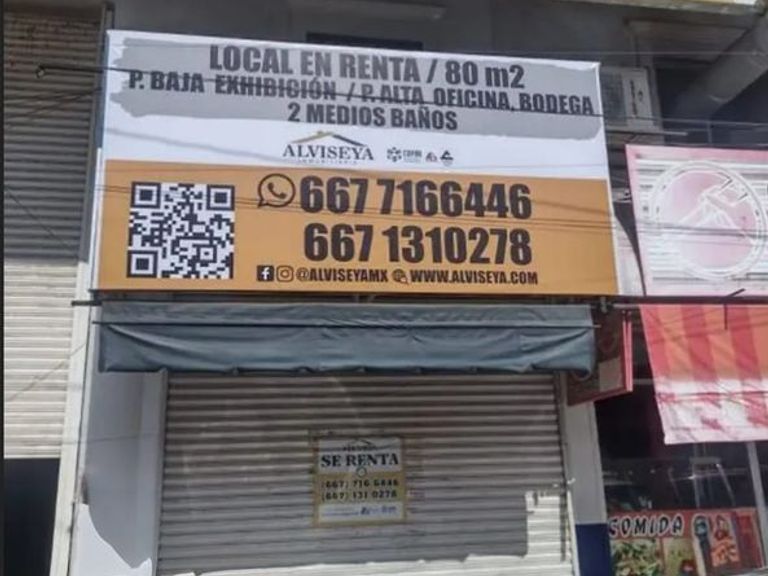 LOCAL EN RENTA / 80 m2
P. BAJA EXHIBICIÓN / P. ALTA OFICINA, BODEGA
2 MEDIOS BAÑOS
ALVISEYA
INMOBILIARIA
667 7166446
667 1310278
@ALVISEYAMX WWW.ALVISEYA.COM
SE RENTA
(667) 716 6446
(667) 131 0278
COMIDA